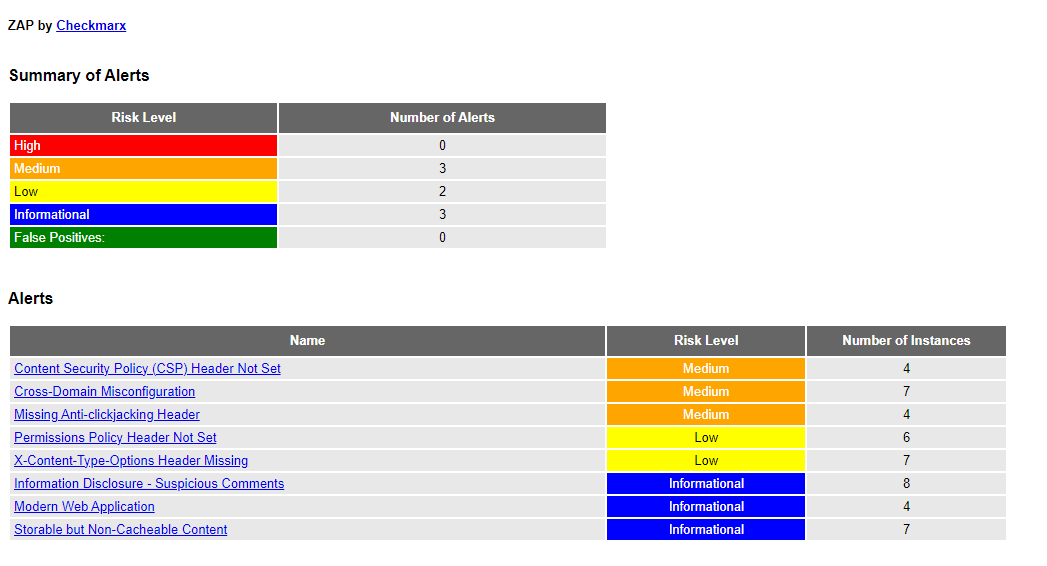 ZAP by Checkmarx
Summary of Alerts
Risk Level Number of Alerts
High 0
Medium 3
Low 2
Informational 3
False Positives: 0
Alerts
Name Risk Level Number of Instances
Content Security Policy (CSP) Header Not Set Medium 4
Cross-Domain Misconfiguration Medium 7
Missing Anti-clickjacking Header Medium 4
Permissions Policy Header Not Set Low 6
X-Content-Type-Options Header Missing Low 7
Information Disclosure - Suspicious Comments Informational 8
Modern Web Application Informational 4
Storable but Non-Cacheable Content Informational 7